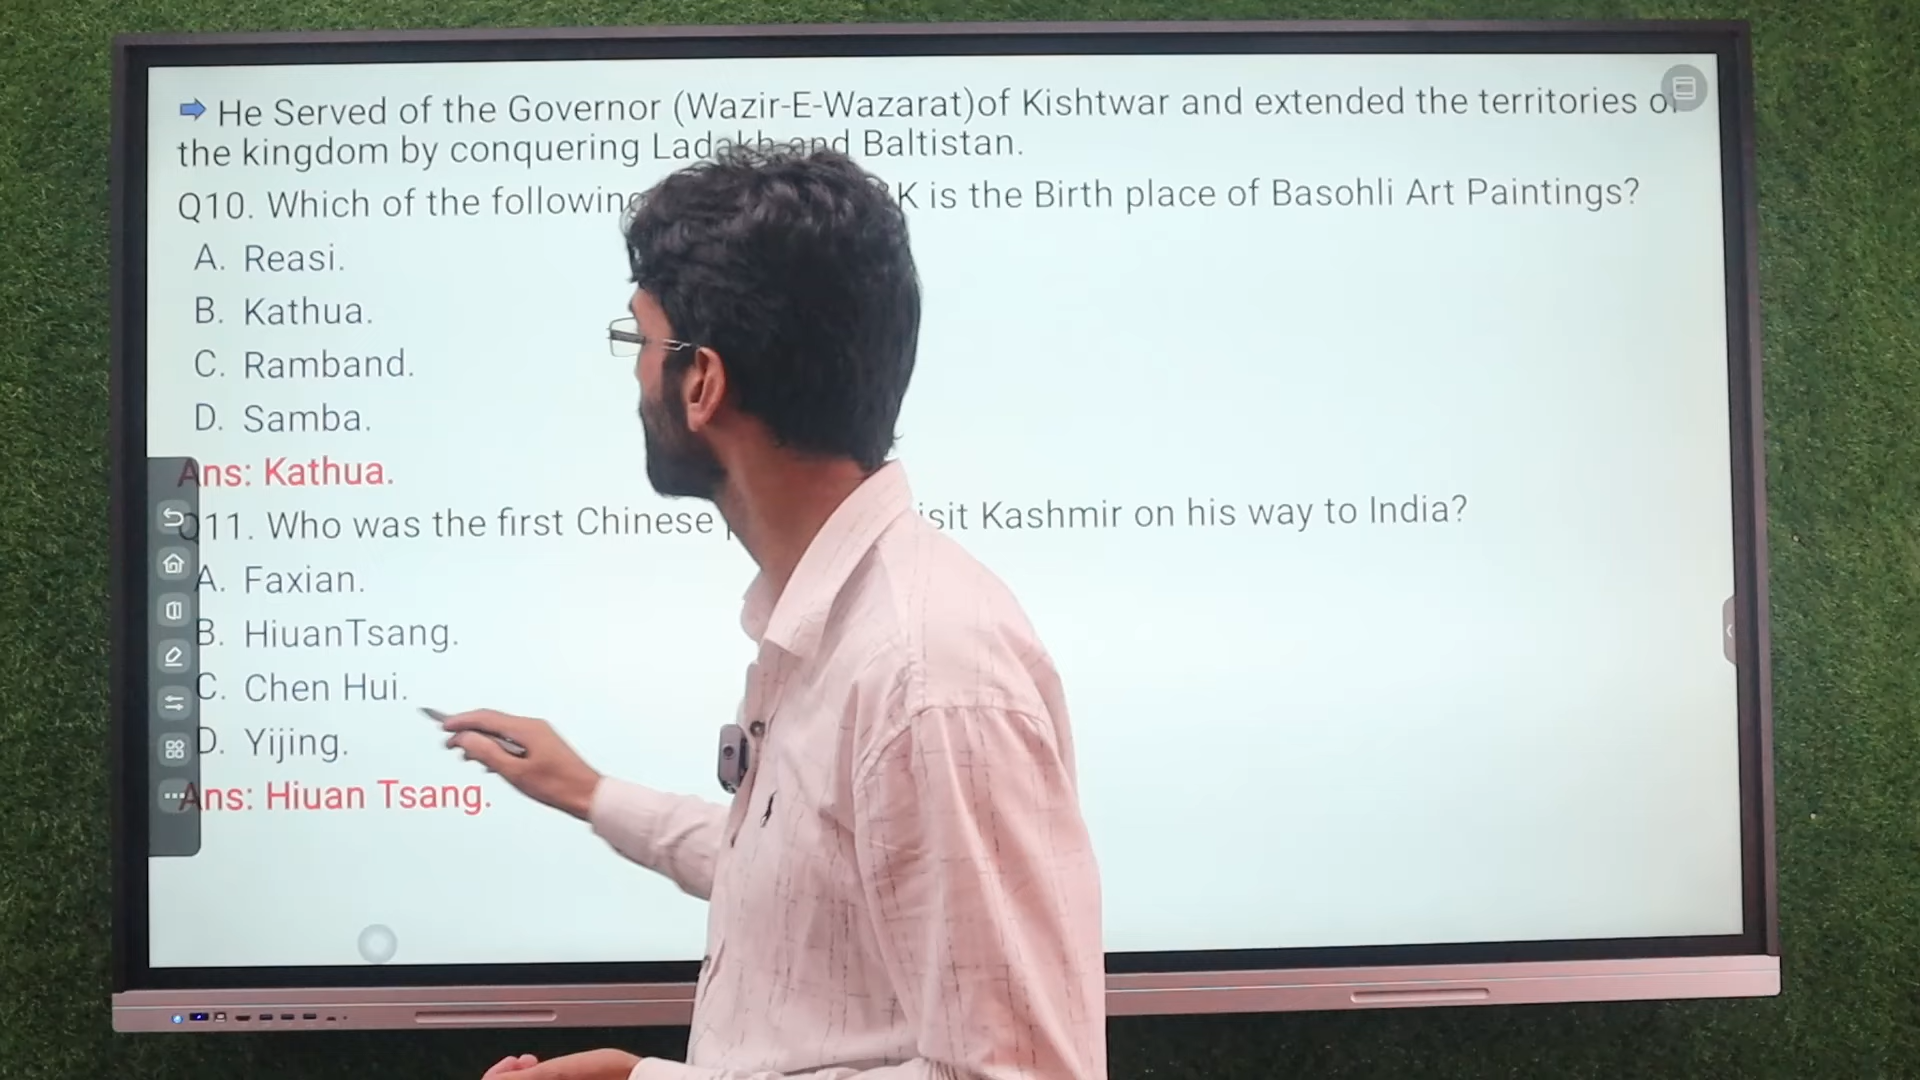 He Served of the Governor (Wazir-E-Wazarat)of Kishtwar and extended the territories of
the kingdom by conquering Ladakh and Baltistan.
Q10. Which of the following K is the Birth place of Basohli Art Paintings?
A. Reasi.
B. Kathua.
C. Ramband.
D. Samba.
Ans: Kathua.
Q11. Who was the first Chinese isit Kashmir on his way to India?
A. Faxian.
B. HiuanTsang.
C. Chen Hui.
D. Yijing.
Ans: Hiuan Tsang.